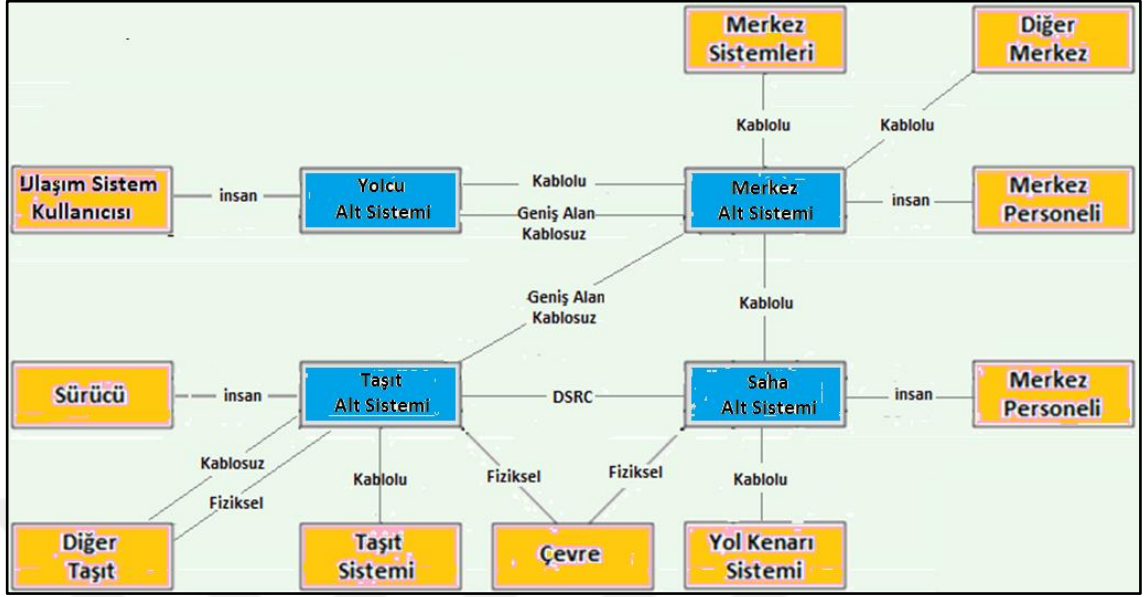 Merkez
Sistemleri
Diğer
Merkez
Kablolu
Kablolu
Ulaşım Sistem
Kullanıcısı
insan
Yolcu
Alt Sistemi
Kablolu
Geniş Alan
Kablosuz
Merkez
Alt Sistemi
insan
Merkez
Personeli
Geniş Alan
Kablosuz
Kablolu
Sürücü
insan
Taşıt
Alt Sistemi
DSRC
Saha
Alt Sistemi
insan
Merkez
Personeli
Kablosuz
Fiziksel
Kablolu
Fiziksel
Fiziksel
Kablolu
Diğer
Taşıt
Taşıt
Sistemi
Çevre
Yol Kenarı
Sistemi